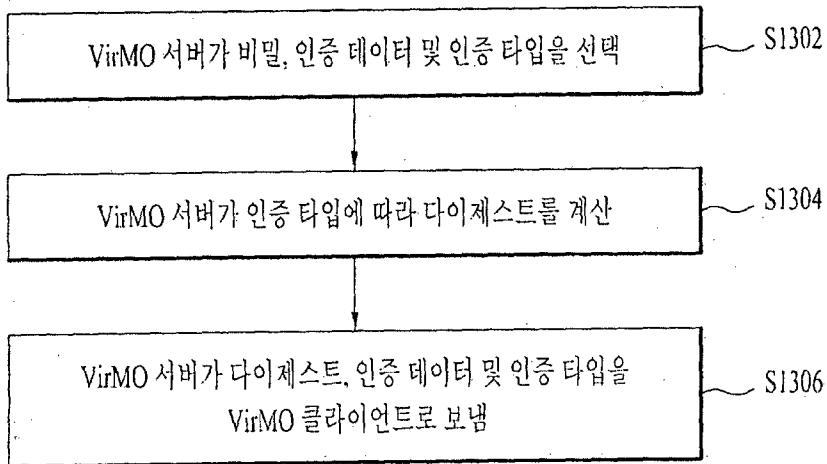 VirMO 서버가 비밀, 인증 데이터 및 인증 타입을 선택
S1302
VirMO 서버가 인증 타입에 따라 다이제스트를 계산
S1304
VirMO 서버가 다이제스트, 인증 데이터 및 인증 타입을
VirMO 클라이언트로 보냄
S1306